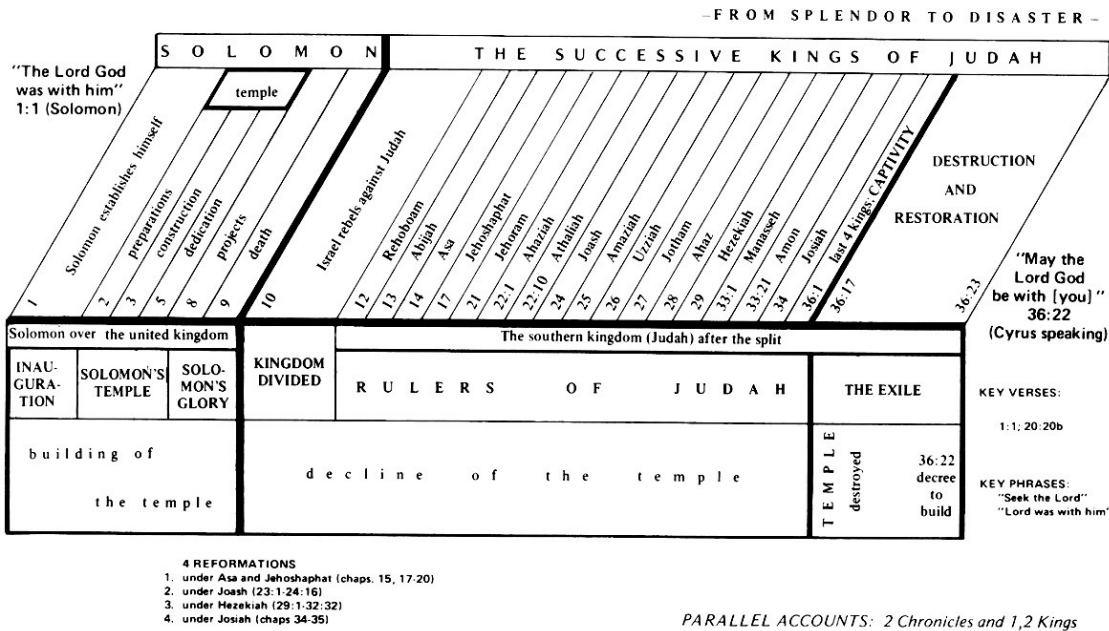 –FROM SPLENDOR TO DISASTER–
SOLOMON
THE SUCCESSIVE KINGS OF JUDAH
"The Lord God
was with him"
1:1 (Solomon)
temple
Solomon establishes himself
preparations
construction
dedication
projects
death
Israel rebels against Judah
Rehoboam
Abijah
Asa
Jehoshaphat
Jehoram
Ahaziah
Athaliah
Joash
Amaziah
Uzziah
Jotham
Ahaz
Hezekiah
Manasseh
Amon
Josiah
last 4 kings; CAPTIVITY
DESTRUCTION
AND
RESTORATION
"May the
Lord God
be with [you]"
36:22
(Cyrus speaking)
1
2
3
5
8
9
10
12
13
14
17
21
22:1
22:10
24
25
26
27
28
29
33:1
33:21
34
36:1
36:17
36:23
Solomon over the united kingdom
The southern kingdom (Judah) after the split
INAU-
GURA-
TION
SOLOMON'S
TEMPLE
SOLO-
MON'S
GLORY
KINGDOM
DIVIDED
RULERS OF JUDAH
THE EXILE
KEY VERSES:
1:1; 20:20b
building of
the temple
decline of the temple
TEMPLE
destroyed
36:22
decree
to
build
KEY PHRASES:
"Seek the Lord"
"Lord was with him"
4 REFORMATIONS
1. under Asa and Jehoshaphat (chaps. 15, 17-20)
2. under Joash (23:1-24:16)
3. under Hezekiah (29:1-32:32)
4. under Josiah (chaps 34-35)
PARALLEL ACCOUNTS: 2 Chronicles and 1,2 Kings